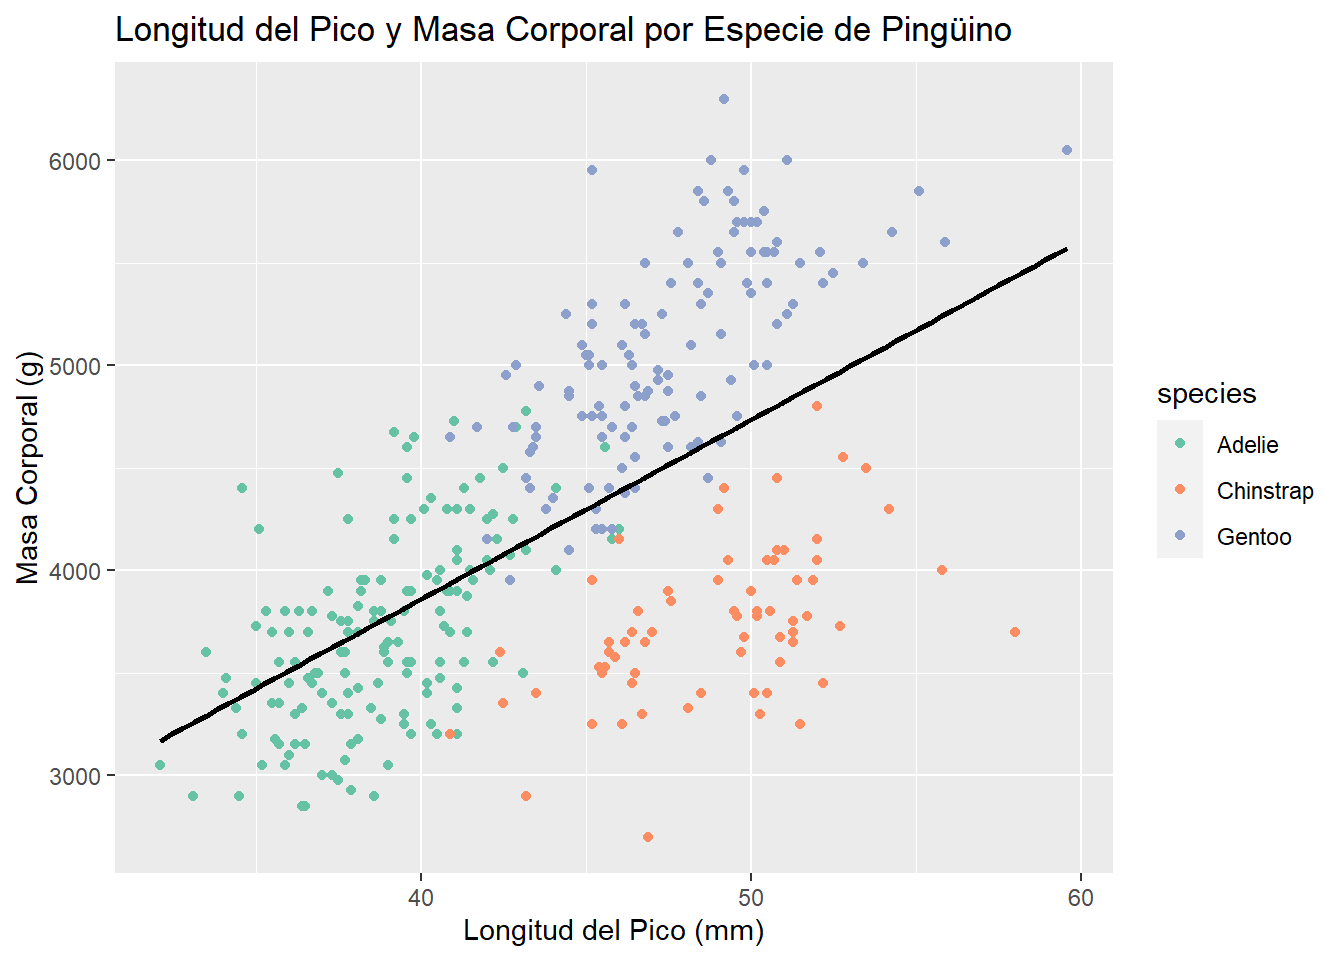 Longitud del Pico y Masa Corporal por Especie de Pingüino
6000
5000
4000
3000
Masa Corporal (g)
40
50
60
Longitud del Pico (mm)
species
Adelie
Chinstrap
Gentoo